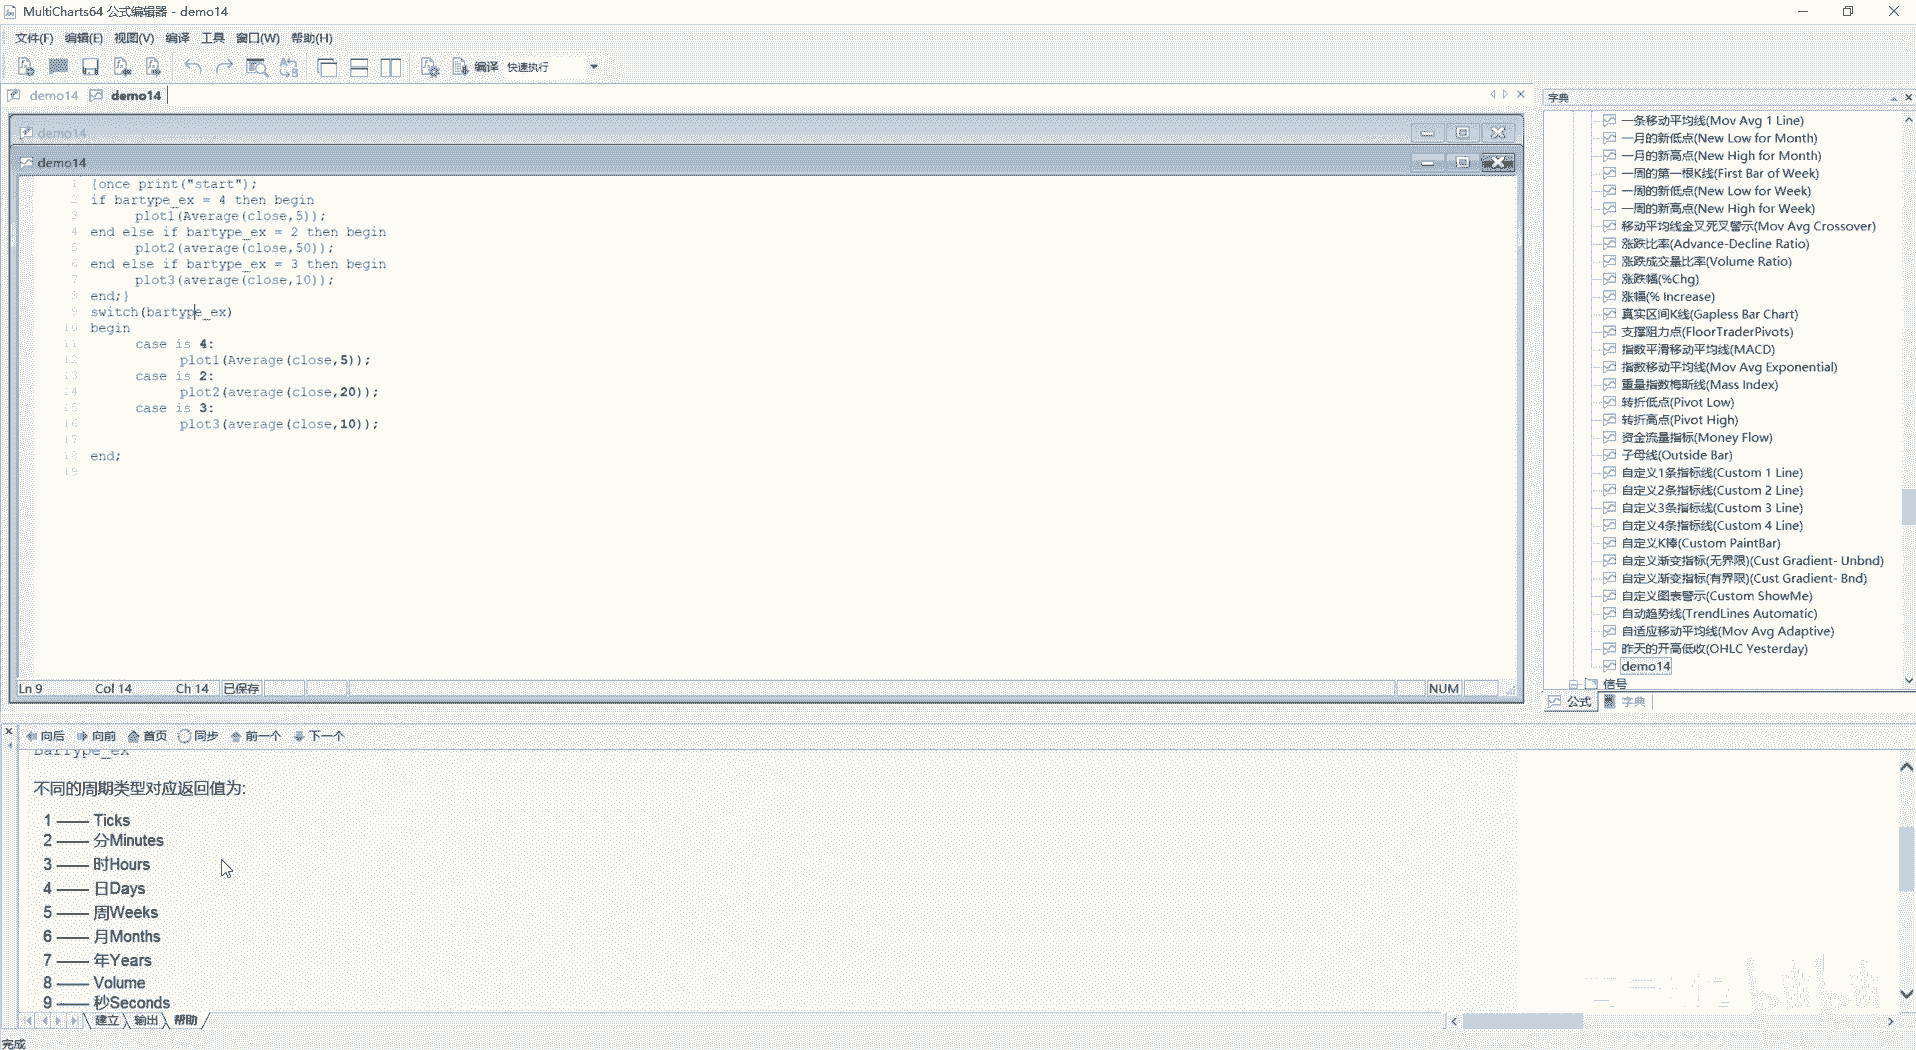 MultiCharts64 公式编辑器 - demo14
文件(F) 编辑(E) 视图(V) 编译 工具 窗口(W) 帮助(H)
编译 快速执行
demo14 demo14
demo14
demo14
1 {once print("start");
2 if bartype_ex = 4 then begin
3 plot1(Average(close,5));
4 end else if bartype_ex = 2 then begin
5 plot2(average(close,50));
6 end else if bartype_ex = 3 then begin
7 plot3(average(close,10));
8 end;}
9 switch(bartype_ex)
10 begin
11 case is 4:
12 plot1(Average(close,5));
13 case is 2:
14 plot2(average(close,20));
15 case is 3:
16 plot3(average(close,10));
17
18 end;
19
Ln 9 Col 14 Ch 14 已保存 NUM
字典
一条移动平均线(Mov Avg 1 Line)
一月的新低点(New Low for Month)
一月的新高点(New High for Month)
一周的第一根K线(First Bar of Week)
一周的新低点(New Low for Week)
一周的新高点(New High for Week)
移动平均线金叉死叉警示(Mov Avg Crossover)
涨跌比率(Advance-Decline Ratio)
涨跌成交量比率(Volume Ratio)
涨跌幅(%Chg)
涨幅(% Increase)
真实区间K线(Gapless Bar Chart)
支撑阻力点(FloorTraderPivots)
指数平滑移动平均线(MACD)
指数移动平均线(Mov Avg Exponential)
重量指数梅斯线(Mass Index)
转折低点(Pivot Low)
转折高点(Pivot High)
资金流量指标(Money Flow)
子母线(Outside Bar)
自定义1条指标线(Custom 1 Line)
自定义2条指标线(Custom 2 Line)
自定义3条指标线(Custom 3 Line)
自定义4条指标线(Custom 4 Line)
自定义K棒(Custom PaintBar)
自定义渐变指标(无界限)(Cust Gradient- Unbnd)
自定义渐变指标(有界限)(Cust Gradient- Bnd)
自定义图表警示(Custom ShowMe)
自动趋势线(TrendLines Automatic)
自适应移动平均线(Mov Avg Adaptive)
昨天的开高低收(OHLC Yesterday)
demo14
信号
公式 字典
向后 向前 首页 同步 前一个 下一个
BarType_ex
不同的周期类型对应返回值为:
1 —— Ticks
2 —— 分Minutes
3 —— 时Hours
4 —— 日Days
5 —— 周Weeks
6 —— 月Months
7 —— 年Years
8 —— Volume
9 —— 秒Seconds
建立 输出 帮助
完成